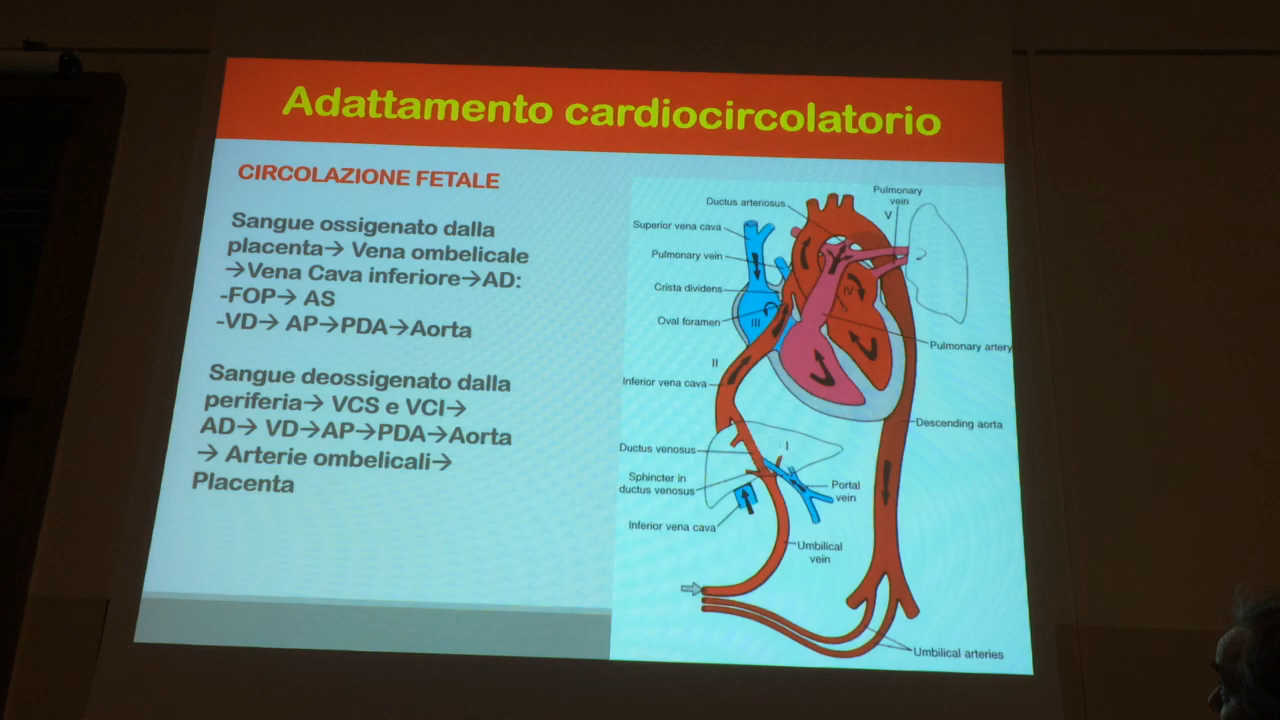 Adattamento cardiocircolatorio
CIRCOLAZIONE FETALE
Sangue ossigenato dalla
placenta→ Vena ombelicale
→Vena Cava inferiore→AD:
-FOP→ AS
-VD→ AP→PDA→Aorta
Sangue deossigenato dalla
periferia→ VCS e VCI→
AD→ VD→AP→PDA→Aorta
→ Arterie ombelicali→
Placenta
Pulmonary
vein
V
Ductus arteriosus
Superior vena cava
Pulmonary vein
Crista dividens
IV
Oval foramen
III
Pulmonary artery
II
Inferior vena cava
Descending aorta
Ductus venosus
I
Sphincter in
ductus venosus
Portal
vein
Inferior vena cava
Umbilical
vein
Umbilical arteries